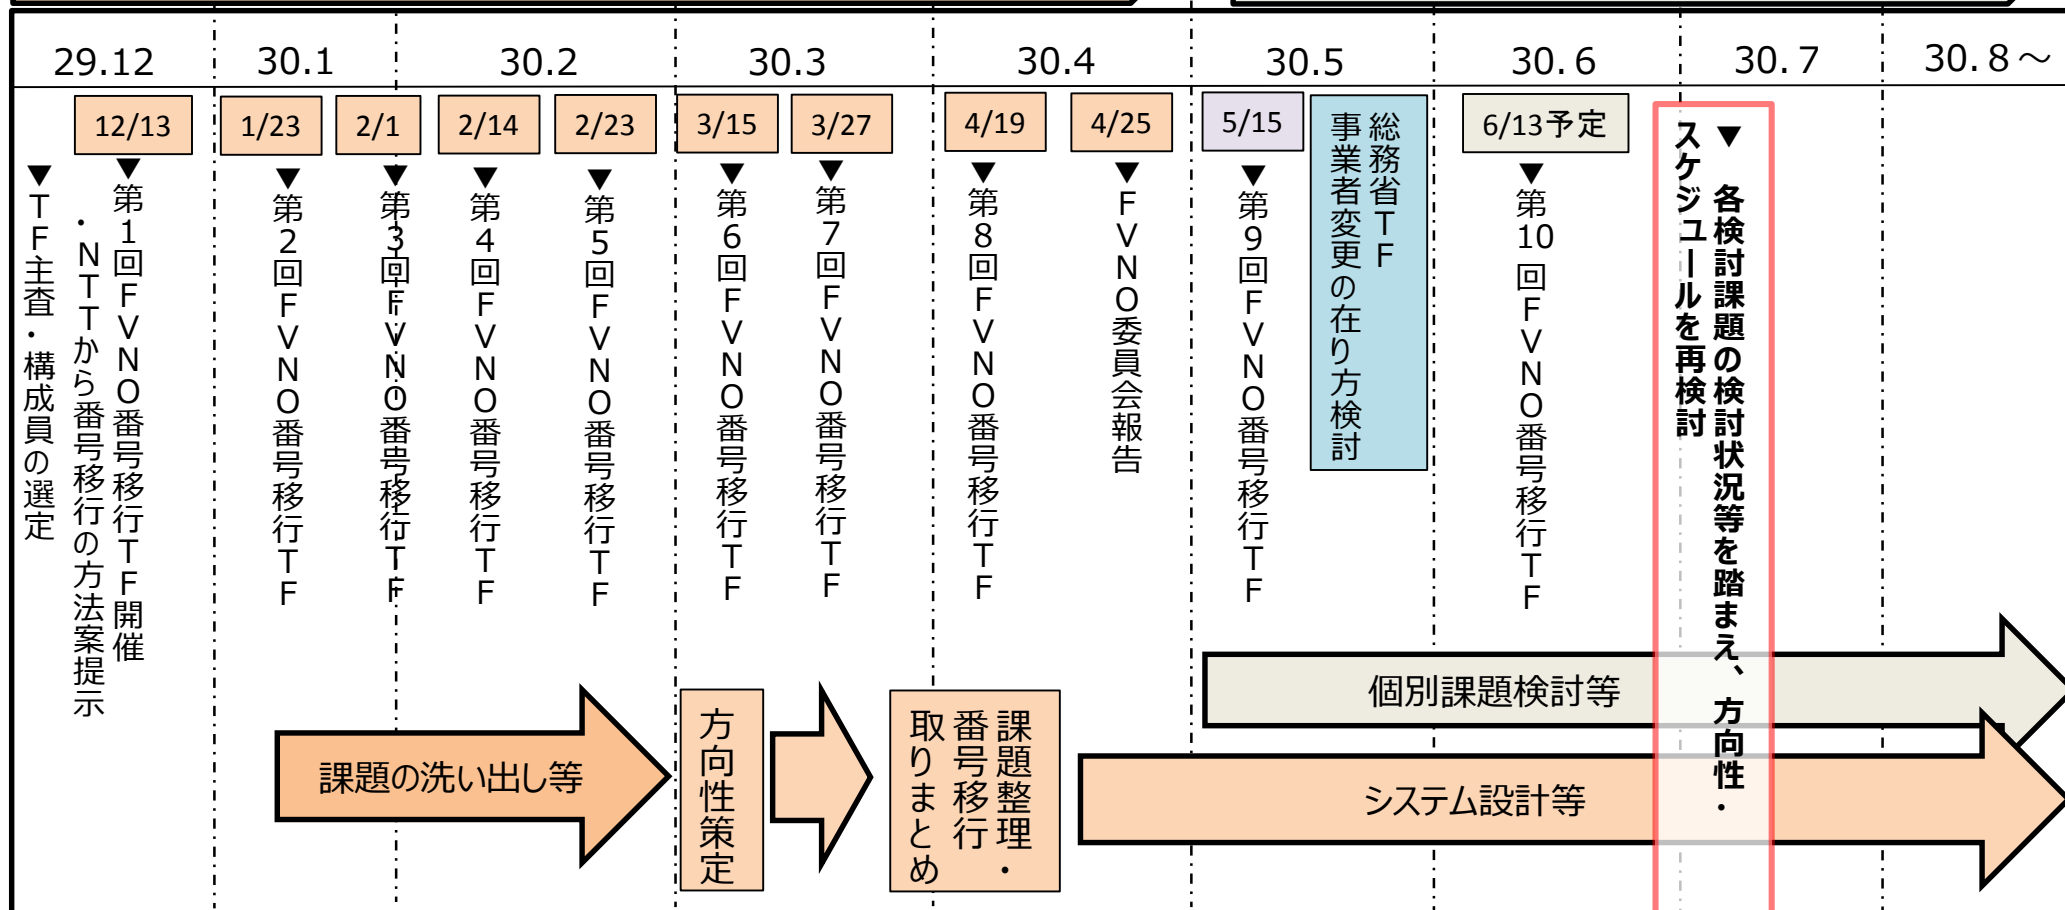 29.12
30.1
30.2
30.3
30.4
30.5
30.6
30.7
30.8～
12/13
1/23
2/1
2/14
2/23
3/15
3/27
4/19
4/25
5/15
6/13予定
▼TF主査・構成員の選定
▼第1回FVNO番号移行TF開催
・NTTから番号移行の方法案提示
▼第2回FVNO番号移行TF
▼第3回FVNO番号移行TF
▼第4回FVNO番号移行TF
▼第5回FVNO番号移行TF
▼第6回FVNO番号移行TF
▼第7回FVNO番号移行TF
▼第8回FVNO番号移行TF
▼FVNO委員会報告
▼第9回FVNO番号移行TF
総務省TF
事業者変更の在り方検討
▼第10回FVNO番号移行TF
▼各検討課題の検討状況等を踏まえ、方向性・
スケジュールを再検討
個別課題検討等
課題の洗い出し等
方向性策定
課題整理・
番号移行
取りまとめ
システム設計等